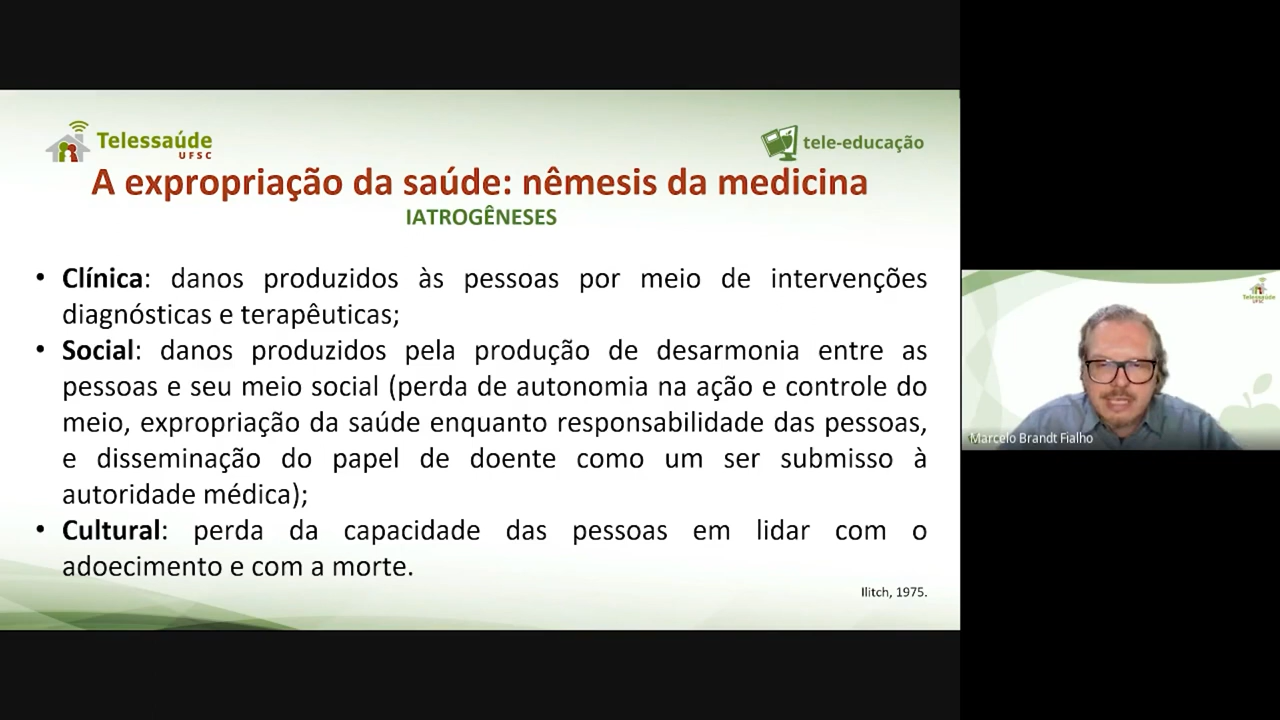 Telessaúde
UFSC
tele-educação
A expropriação da saúde: nêmesis da medicina
IATROGÊNESES
• Clínica: danos produzidos às pessoas por meio de intervenções
diagnósticas e terapêuticas;
• Social: danos produzidos pela produção de desarmonia entre as
pessoas e seu meio social (perda de autonomia na ação e controle do
meio, expropriação da saúde enquanto responsabilidade das pessoas,
e disseminação do papel de doente como um ser submisso à
autoridade médica);
• Cultural: perda da capacidade das pessoas em lidar com o
adoecimento e com a morte.
Ilitch, 1975.
Telessaúde
UFSC
Marcelo Brandt Fialho